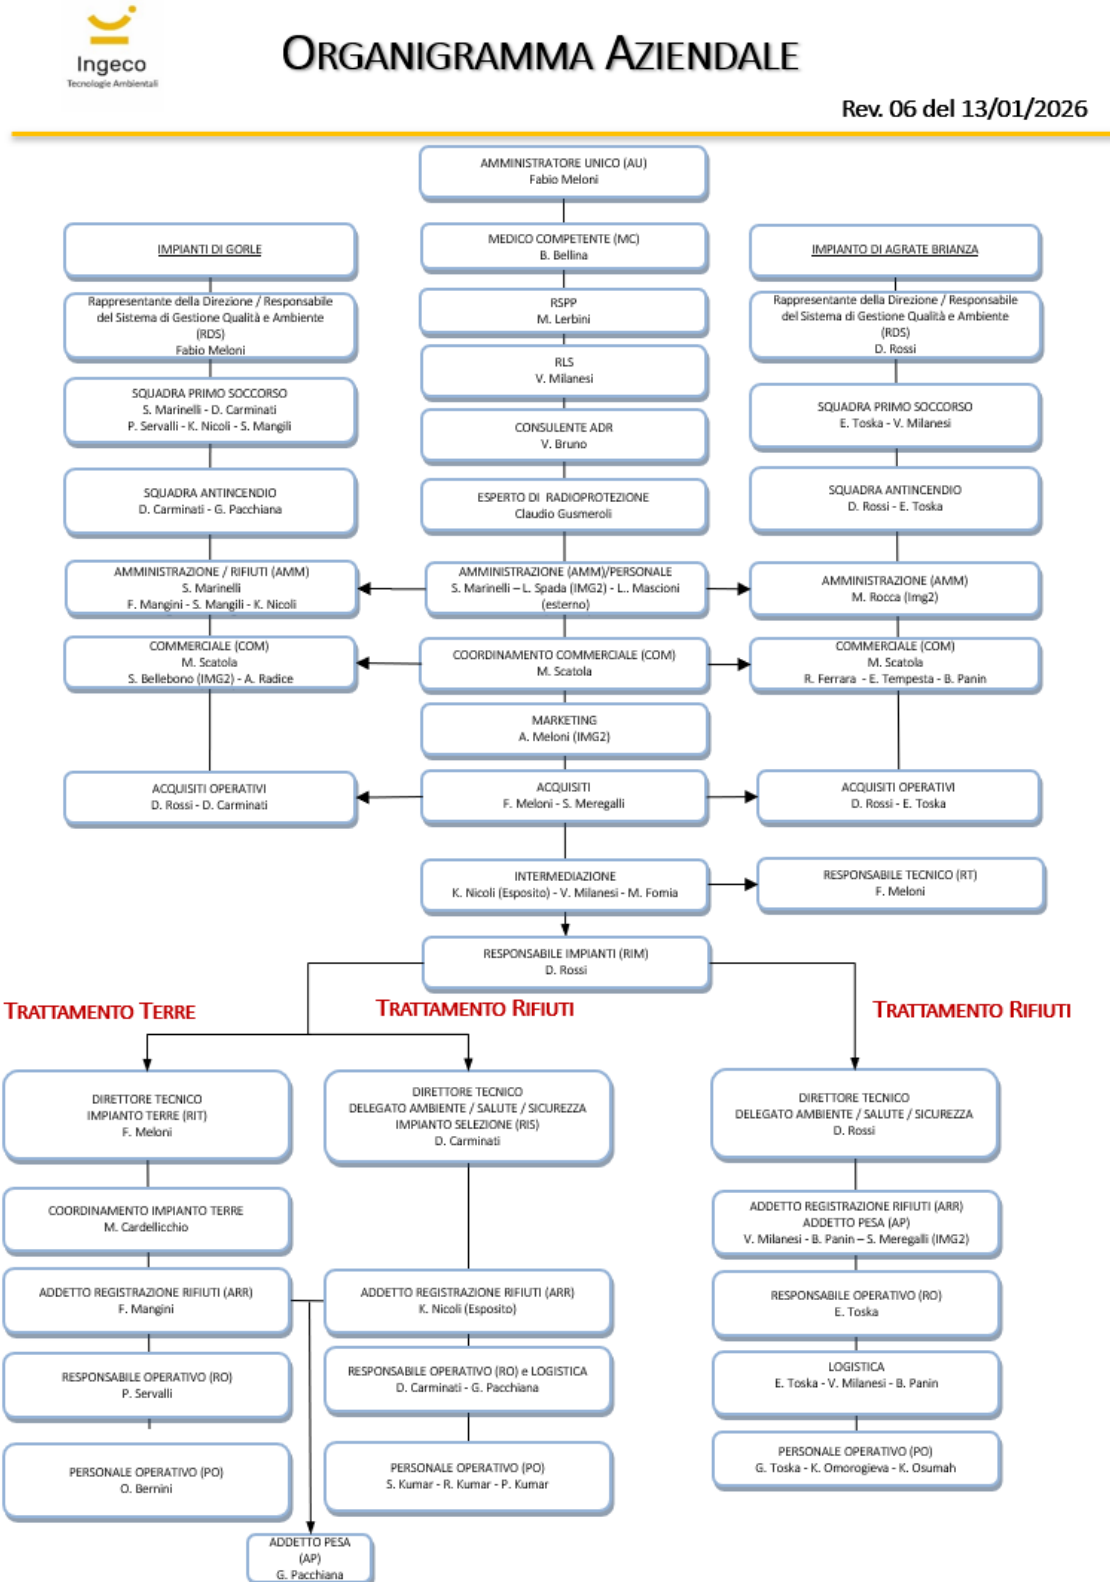 Ingeco
Tecnologie Ambientali
ORGANIGRAMMA AZIENDALE
Rev. 06 del 13/01/2026
AMMINISTRATORE UNICO (AU)
Fabio Meloni
IMPIANTI DI GORLE
MEDICO COMPETENTE (MC)
B. Bellina
IMPIANTO DI AGRATE BRIANZA
Rappresentante della Direzione / Responsabile
del Sistema di Gestione Qualità e Ambiente
(RDS)
Fabio Meloni
RSPP
M. Lerbini
Rappresentante della Direzione / Responsabile
del Sistema di Gestione Qualità e Ambiente
(RDS)
D. Rossi
RLS
V. Milanesi
SQUADRA PRIMO SOCCORSO
S. Marinelli - D. Carminati
P. Servalli - K. Nicoli - S. Mangili
CONSULENTE ADR
V. Bruno
SQUADRA PRIMO SOCCORSO
E. Toska - V. Milanesi
SQUADRA ANTINCENDIO
D. Carminati - G. Pacchiana
ESPERTO DI RADIOPROTEZIONE
Claudio Gusmeroli
SQUADRA ANTINCENDIO
D. Rossi - E. Toska
AMMINISTRAZIONE / RIFIUTI (AMM)
S. Marinelli
F. Mangini - S. Mangili - K. Nicoli
AMMINISTRAZIONE (AMM)/PERSONALE
S. Marinelli – L. Spada (IMG2) - L.. Mascioni
(esterno)
AMMINISTRAZIONE (AMM)
M. Rocca (Img2)
COMMERCIALE (COM)
M. Scatola
S. Bellebono (IMG2) - A. Radice
COORDINAMENTO COMMERCIALE (COM)
M. Scatola
COMMERCIALE (COM)
M. Scatola
R. Ferrara - E. Tempesta - B. Panin
MARKETING
A. Meloni (IMG2)
ACQUISITI OPERATIVI
D. Rossi - D. Carminati
ACQUISITI
F. Meloni - S. Meregalli
ACQUISITI OPERATIVI
D. Rossi - E. Toska
INTERMEDIAZIONE
K. Nicoli (Esposito) - V. Milanesi - M. Fornia
RESPONSABILE TECNICO (RT)
F. Meloni
RESPONSABILE IMPIANTI (RIM)
D. Rossi
TRATTAMENTO TERRE
TRATTAMENTO RIFIUTI
TRATTAMENTO RIFIUTI
DIRETTORE TECNICO
IMPIANTO TERRE (RIT)
F. Meloni
DIRETTORE TECNICO
DELEGATO AMBIENTE / SALUTE / SICUREZZA
IMPIANTO SELEZIONE (RIS)
D. Carminati
DIRETTORE TECNICO
DELEGATO AMBIENTE / SALUTE / SICUREZZA
D. Rossi
COORDINAMENTO IMPIANTO TERRE
M. Cardellicchio
ADDETTO REGISTRAZIONE RIFIUTI (ARR)
ADDETTO PESA (AP)
V. Milanesi - B. Panin – S. Meregalli (IMG2)
ADDETTO REGISTRAZIONE RIFIUTI (ARR)
F. Mangini
ADDETTO REGISTRAZIONE RIFIUTI (ARR)
K. Nicoli (Esposito)
RESPONSABILE OPERATIVO (RO)
E. Toska
RESPONSABILE OPERATIVO (RO)
P. Servalli
RESPONSABILE OPERATIVO (RO) e LOGISTICA
D. Carminati - G. Pacchiana
LOGISTICA
E. Toska - V. Milanesi - B. Panin
PERSONALE OPERATIVO (PO)
O. Bernini
PERSONALE OPERATIVO (PO)
S. Kumar - R. Kumar - P. Kumar
PERSONALE OPERATIVO (PO)
G. Toska - K. Omorogieva - K. Osumah
ADDETTO PESA
(AP)
G. Pacchiana